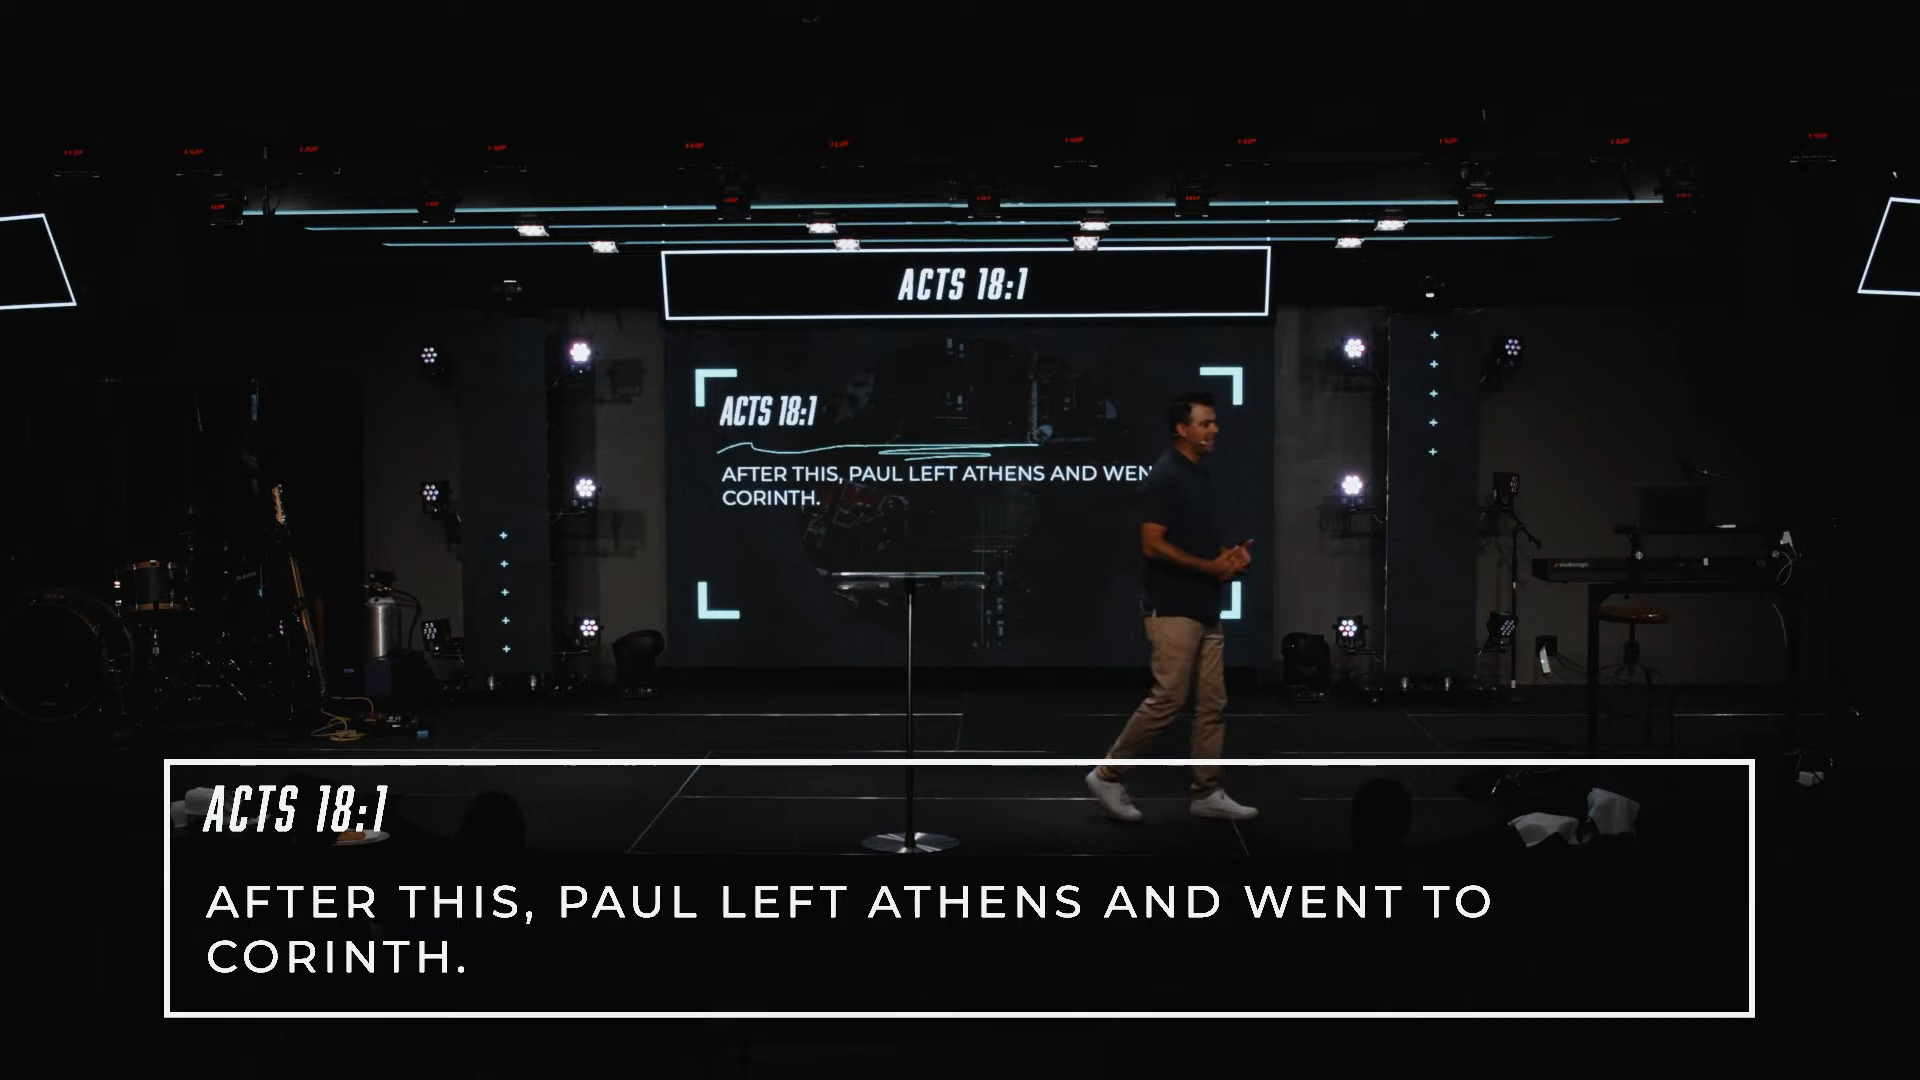 ACTS 18:1
ACTS 18:1
AFTER THIS, PAUL LEFT ATHENS AND WEN
CORINTH.
ACTS 18:1
AFTER THIS, PAUL LEFT ATHENS AND WENT TO
CORINTH.